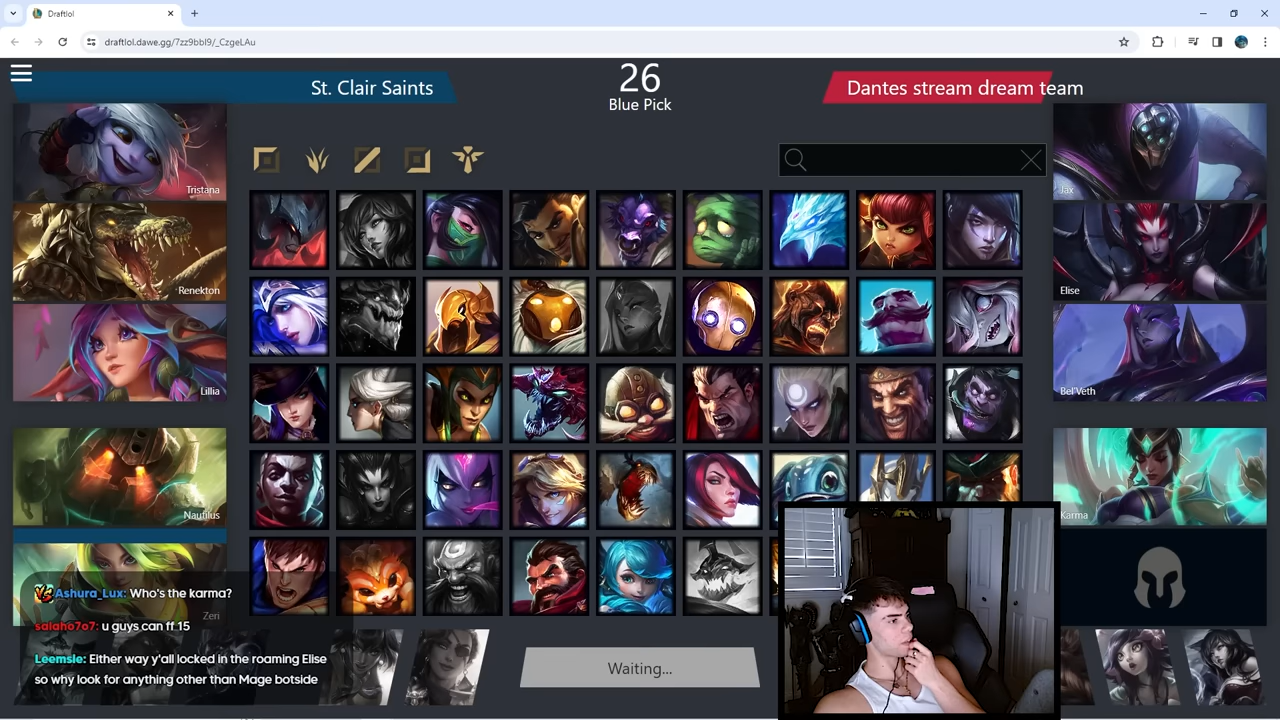 Draftlol
draftlol.dawe.gg/7zz9bbl9/_CzgeLAu
St. Clair Saints
26
Blue Pick
Dantes stream dream team
Tristana
Renekton
Lillia
Nautilus
Zeri
Jax
Elise
Bel'Veth
Karma
Ashura_Lux: Who's the karma?
salaho7o7: u guys can ff 15
Leemsie: Either way y'all locked in the roaming Elise
so why look for anything other than Mage botside
Waiting...